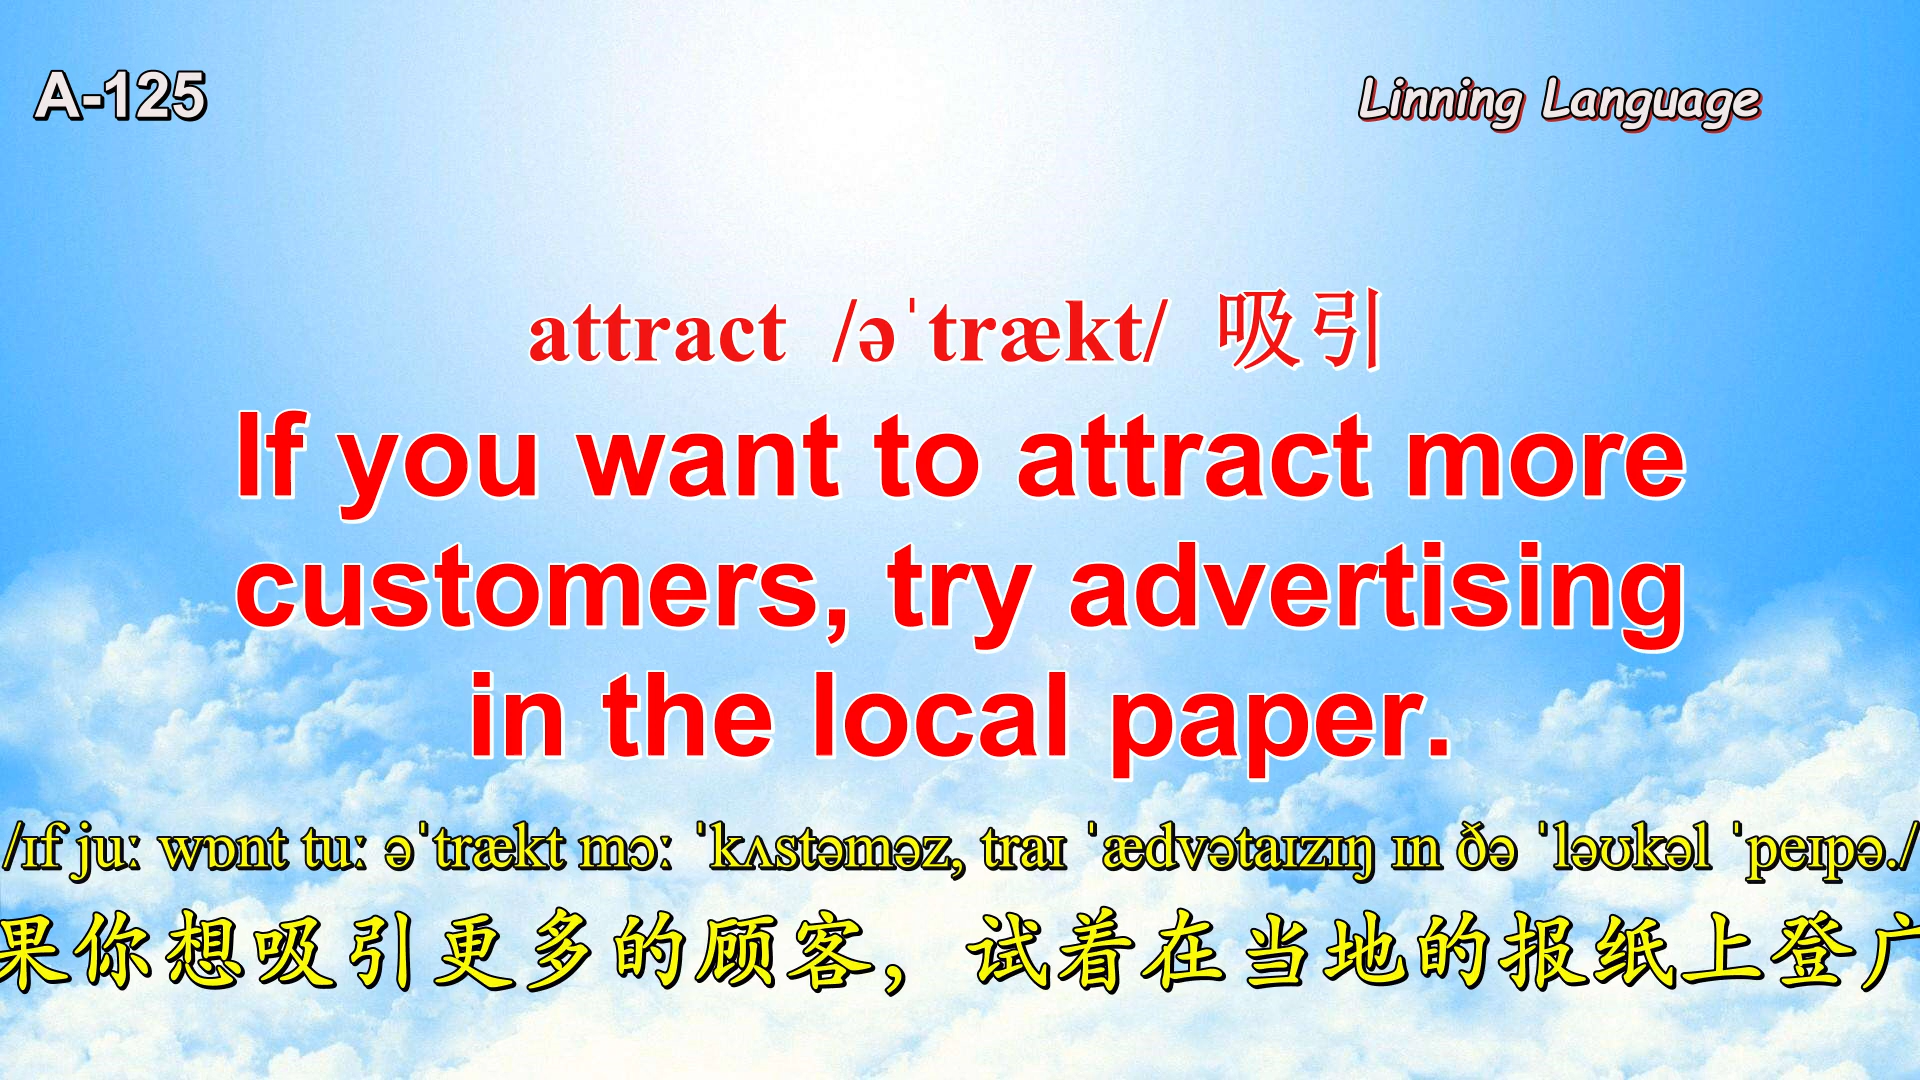 A-125
Linning Language
attract /əˈtrækt/ 吸引
If you want to attract more
customers, try advertising
in the local paper.
/ɪf juː wɒnt tuː əˈtrækt mɔː ˈkʌstəməz, traɪ ˈædvətaɪzɪŋ ɪn ðə ˈləʊkəl ˈpeɪpə./
果你想吸引更多的顾客，试着在当地的报纸上登广